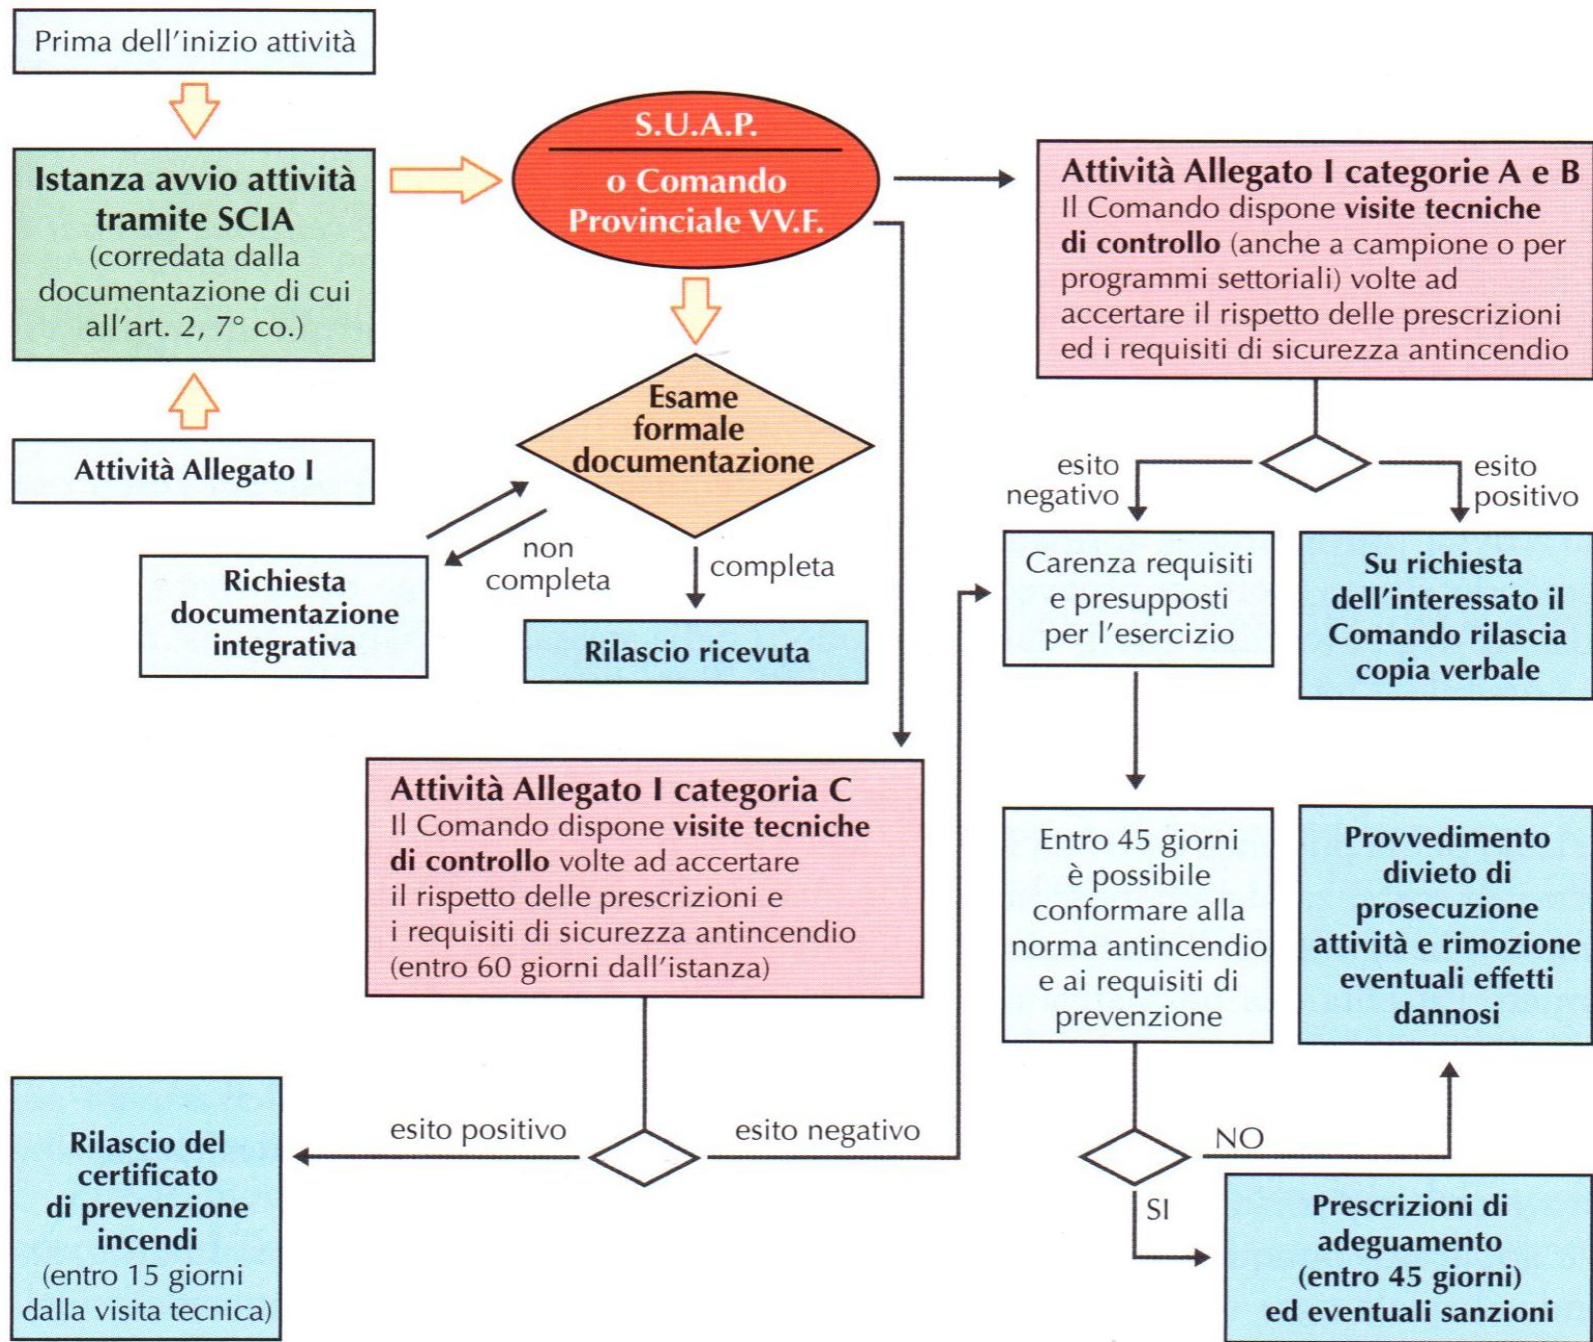 Prima dell'inizio attività
Istanza avvio attività
tramite SCIA
(corredata dalla
documentazione di cui
all'art. 2, 7° co.)
Attività Allegato I
S.U.A.P.
o Comando
Provinciale VV.F.
Esame
formale
documentazione
non
completa
completa
Richiesta
documentazione
integrativa
Rilascio ricevuta
Attività Allegato I categorie A e B
Il Comando dispone visite tecniche
di controllo (anche a campione o per
programmi settoriali) volte ad
accertare il rispetto delle prescrizioni
ed i requisiti di sicurezza antincendio
esito
negativo
esito
positivo
Carenza requisiti
e presupposti
per l'esercizio
Su richiesta
dell'interessato il
Comando rilascia
copia verbale
Attività Allegato I categoria C
Il Comando dispone visite tecniche
di controllo volte ad accertare
il rispetto delle prescrizioni e
i requisiti di sicurezza antincendio
(entro 60 giorni dall'istanza)
Entro 45 giorni
è possibile
conformare alla
norma antincendio
e ai requisiti di
prevenzione
Provvedimento
divieto di
prosecuzione
attività e rimozione
eventuali effetti
dannosi
esito positivo
esito negativo
Rilascio del
certificato
di prevenzione
incendi
(entro 15 giorni
dalla visita tecnica)
NO
SI
Prescrizioni di
adeguamento
(entro 45 giorni)
ed eventuali sanzioni